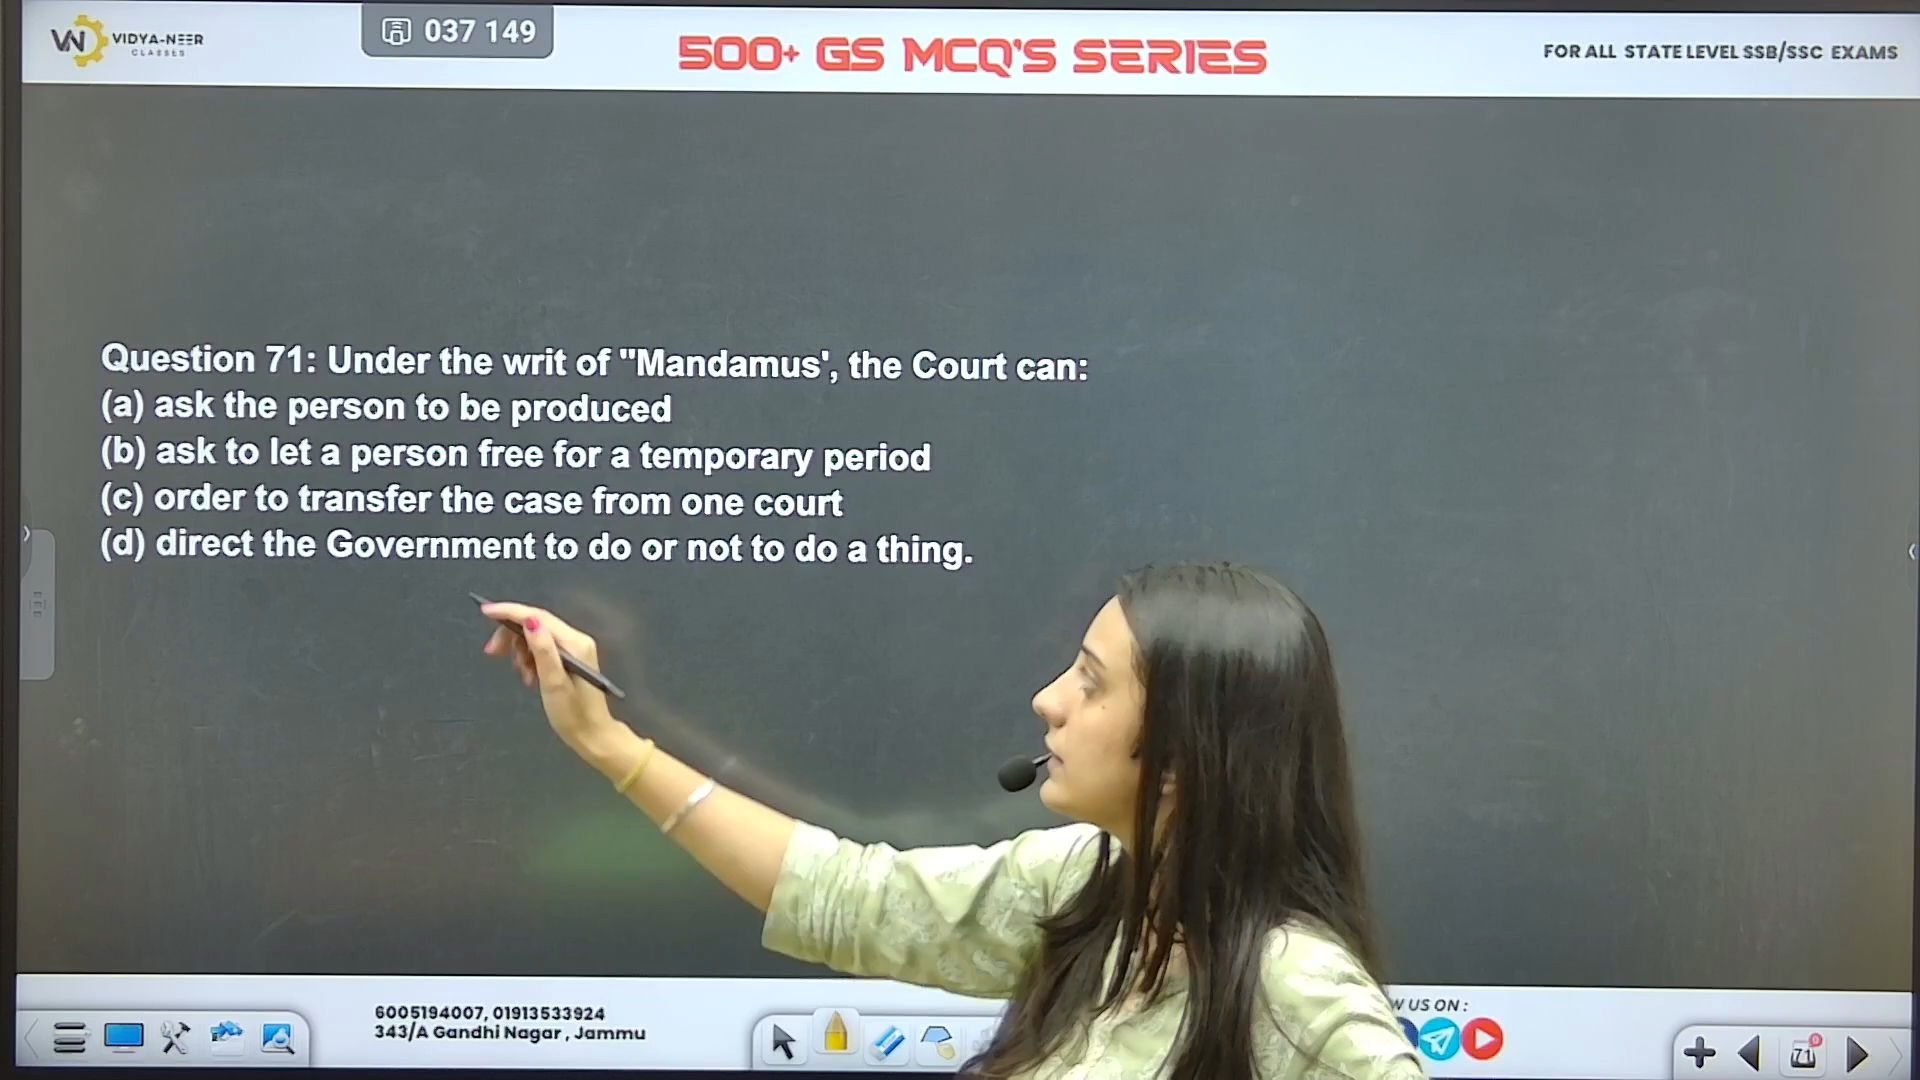 VN VIDYA-NEER
CLASSES
037 149
500+ GS MCQ'S SERIES
FOR ALL STATE LEVEL SSB/SSC EXAMS
Question 71: Under the writ of "Mandamus', the Court can:
(a) ask the person to be produced
(b) ask to let a person free for a temporary period
(c) order to transfer the case from one court
(d) direct the Government to do or not to do a thing.
6005194007, 01913533924
343/A Gandhi Nagar, Jammu
W US ON :
71